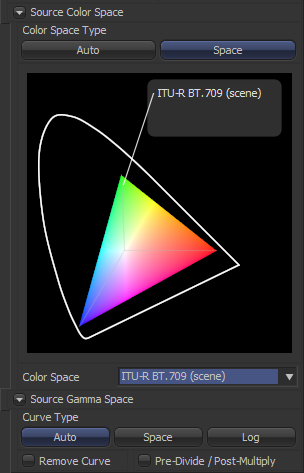 Source Color Space
Color Space Type
Auto Space
ITU-R BT.709 (scene)
Color Space ITU-R BT.709 (scene)
Source Gamma Space
Curve Type
Auto Space Log
Remove Curve Pre-Divide / Post-Multiply